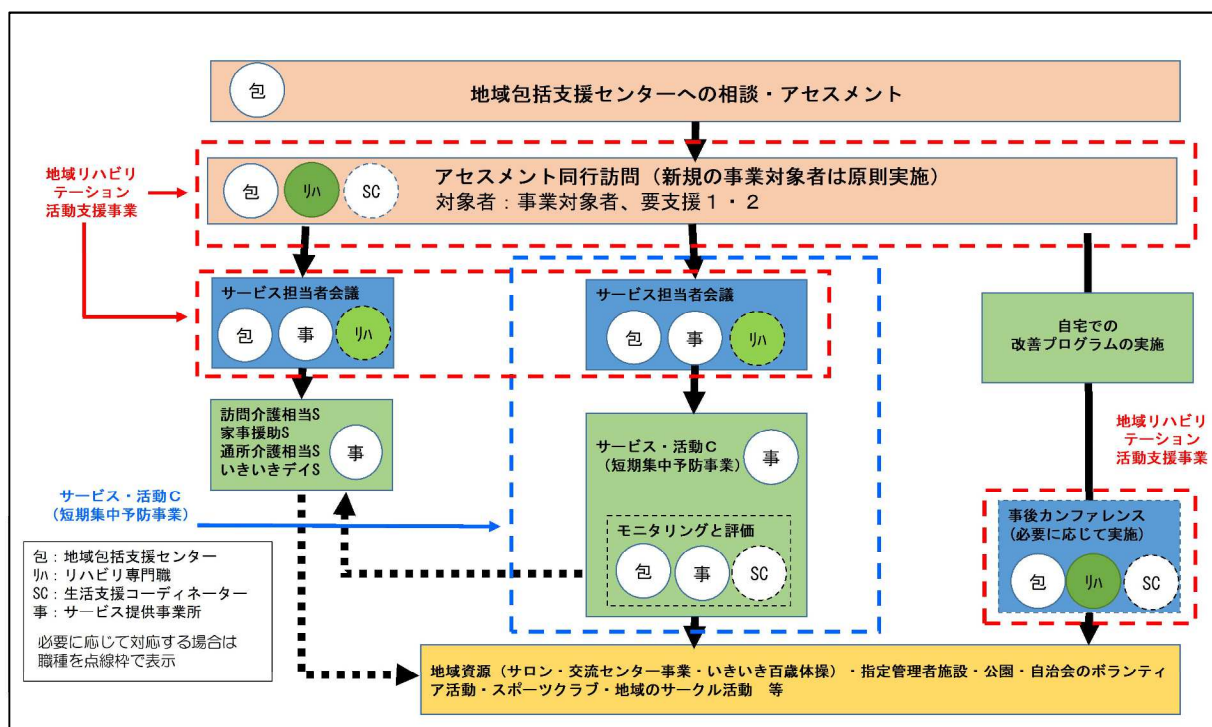 包
地域包括支援センターへの相談・アセスメント
地域リハビリ
テーション
活動支援事業
包
リハ
SC
アセスメント同行訪問（新規の事業対象者は原則実施）
対象者：事業対象者、要支援１・２
サービス担当者会議
包
事
リハ
サービス担当者会議
包
事
リハ
自宅での
改善プログラムの実施
訪問介護相当S
家事援助S
通所介護相当S
いきいきデイS
事
サービス・活動C
（短期集中予防事業）
事
地域リハビリ
テーション
活動支援事業
サービス・活動C
（短期集中予防事業）
モニタリングと評価
包
事
SC
事後カンファレンス
(必要に応じて実施)
包
リハ
SC
包：地域包括支援センター
リハ：リハビリ専門職
SC：生活支援コーディネーター
事：サービス提供事業所
必要に応じて対応する場合は
職種を点線枠で表示
地域資源（サロン・交流センター事業・いきいき百歳体操）・指定管理者施設・公園・自治会のボランティ
ア活動・スポーツクラブ・地域のサークル活動　等